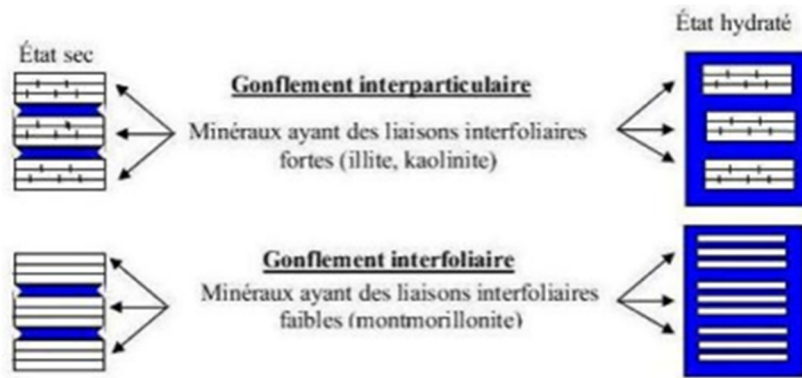 État sec
État hydraté
Gonflement interparticulaire
Minéraux ayant des liaisons interfoliaires
fortes (illite, kaolinite)
Gonflement interfoliaire
Minéraux ayant des liaisons interfoliaires
faibles (montmorillonite)